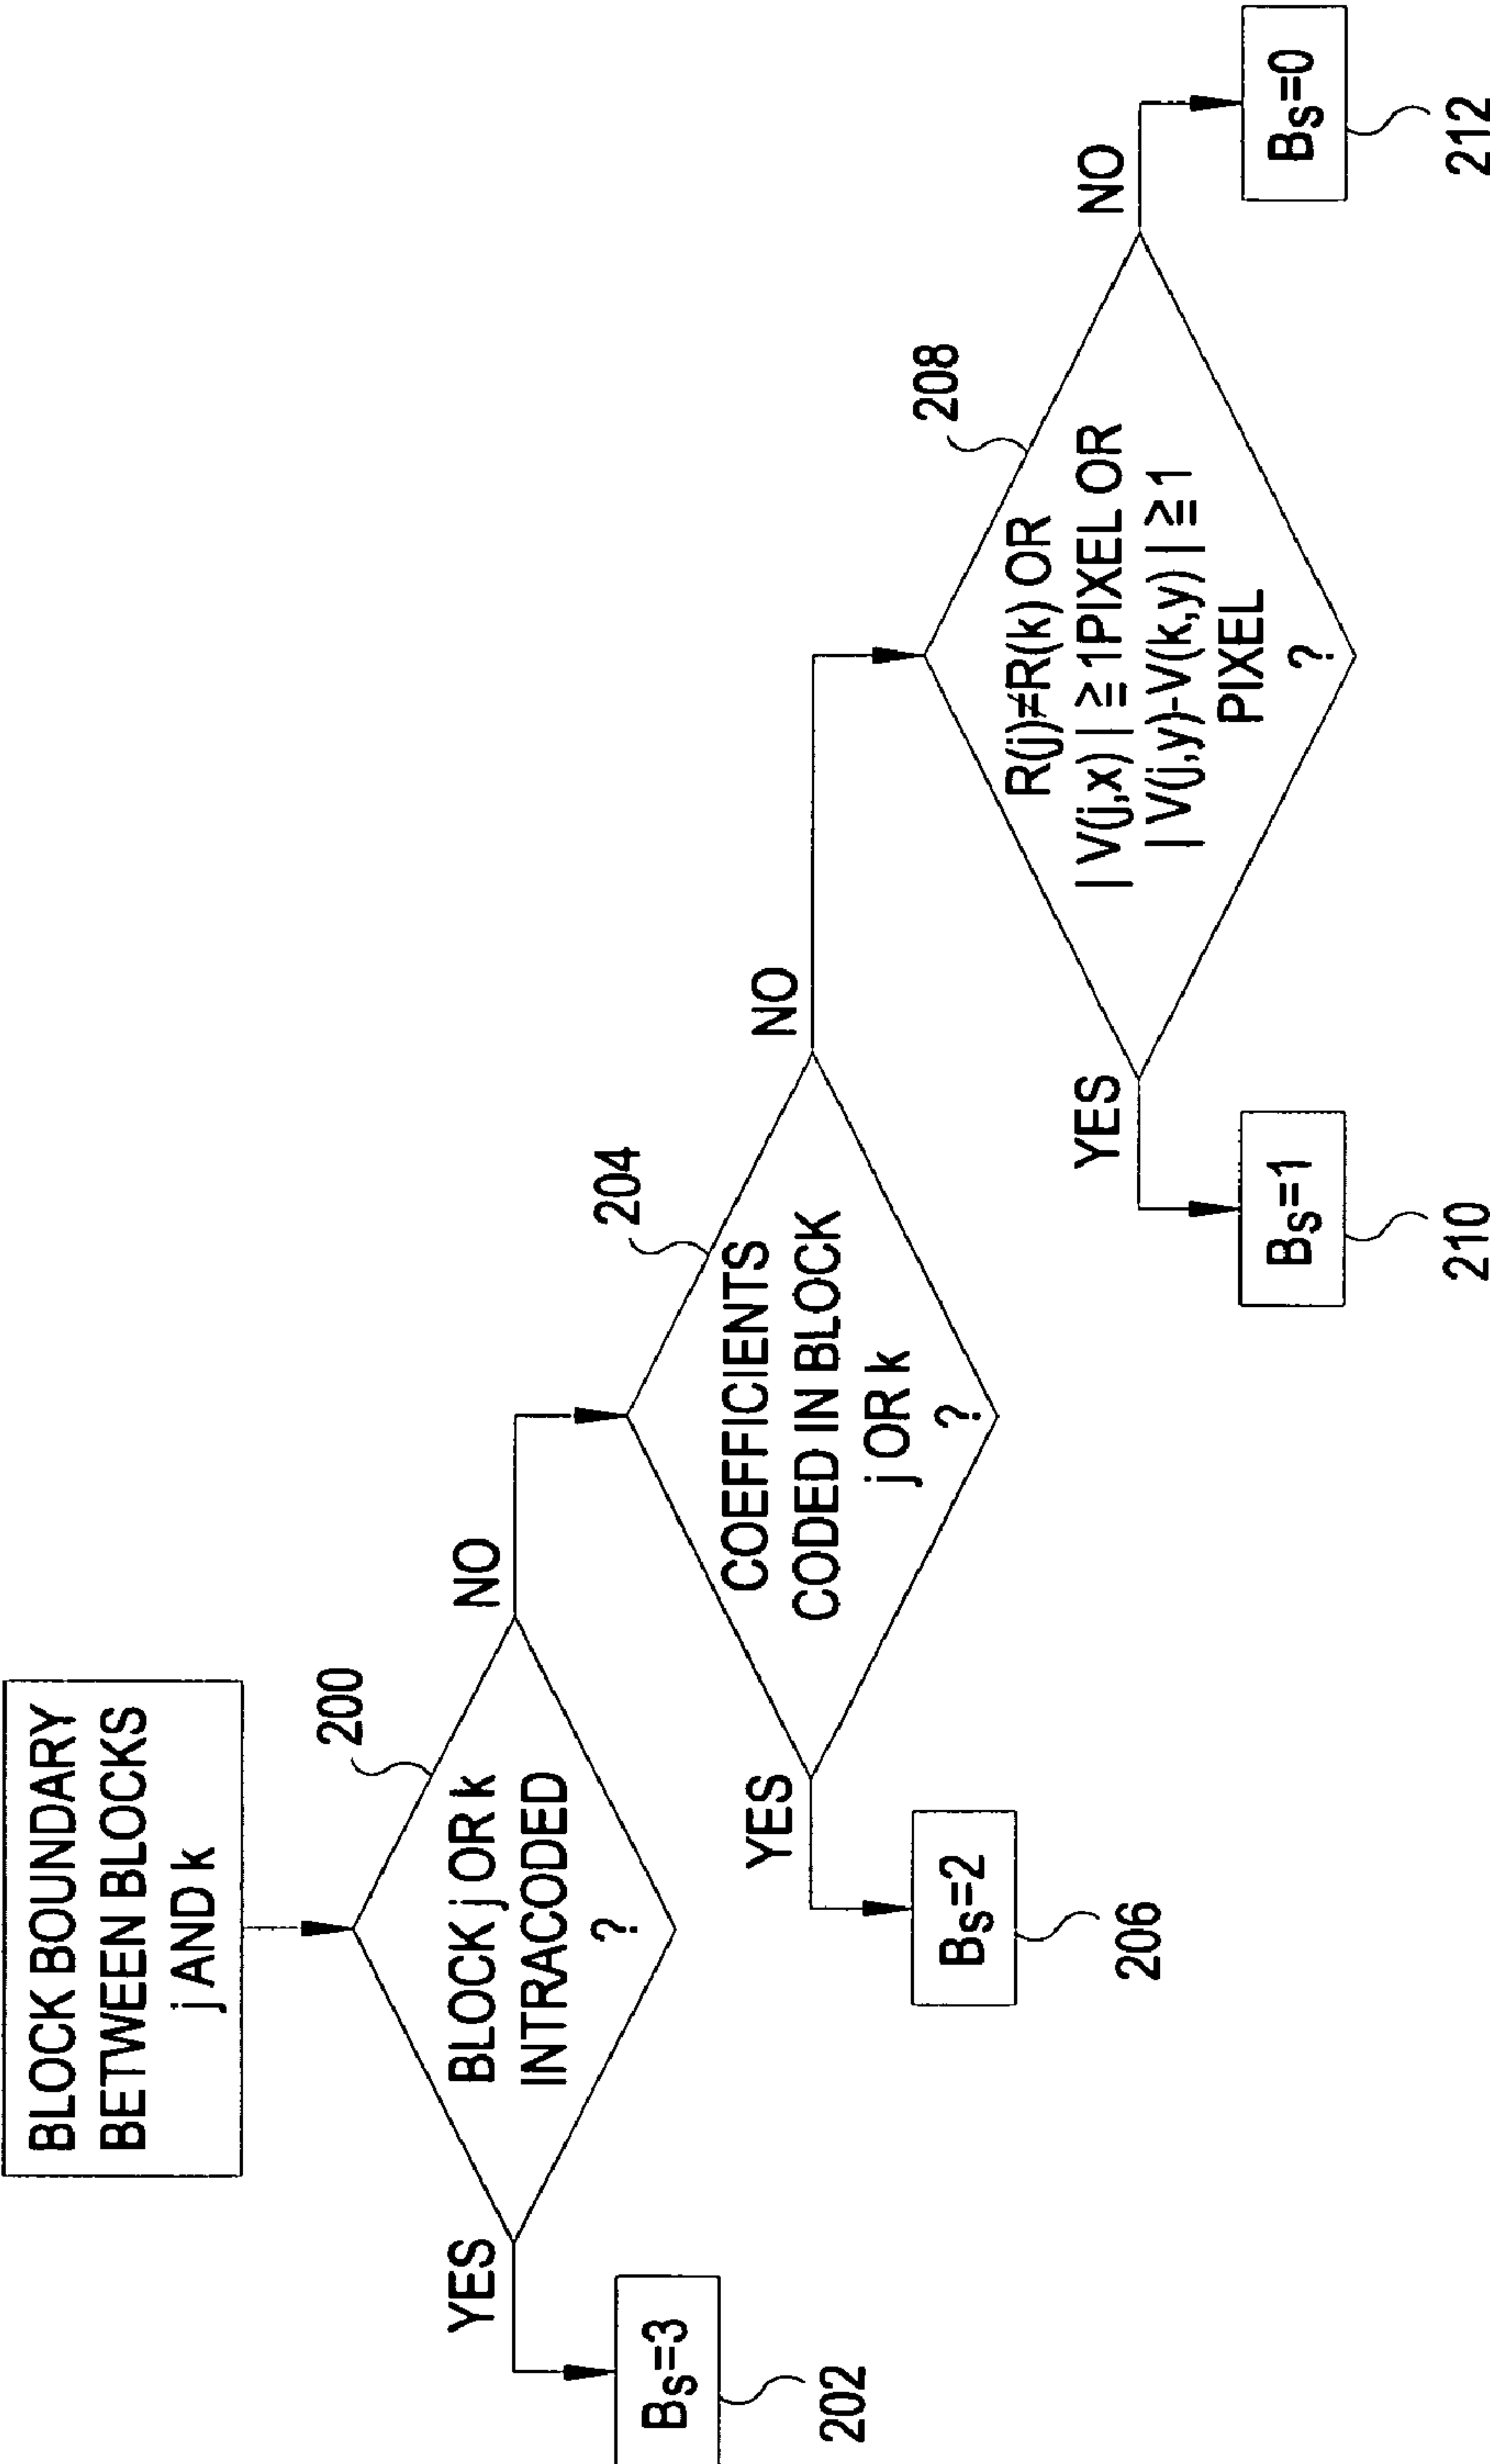 BLOCK BOUNDARY
BETWEEN BLOCKS
j AND k
200
BLOCK j OR k
INTRACODED
?
YES
NO
Bs=3
202
204
COEFFICIENTS
CODED IN BLOCK
j OR k
?
YES
NO
Bs=2
206
208
R(j)≠R(k) OR
| V(j,x) | ≧ 1PIXEL OR
| V(j,y)-V(k,y) | ≧ 1
PIXEL
?
YES
NO
Bs=1
210
Bs=0
212